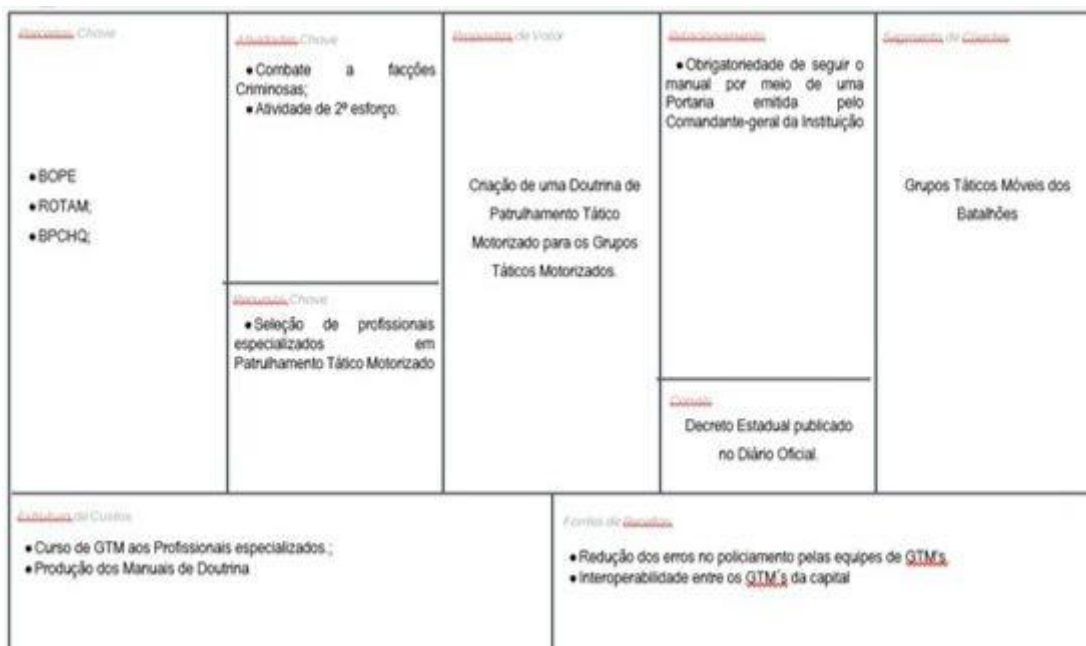 Parcerias Chave
• BOPE
• ROTAM;
• BPCHQ;
Atividades Chave
• Combate a facções
Criminosas;
• Atividade de 2º esforço.
Recursos Chave
• Seleção de profissionais
especializados em
Patrulhamento Tático Motorizado
Propostas de Valor
Criação de uma Doutrina de
Patrulhamento Tático
Motorizado para os Grupos
Táticos Motorizados.
Relacionamento
• Obrigatoriedade de seguir o
manual por meio de uma
Portaria emitida pelo
Comandante-geral da Instituição
Canais
Decreto Estadual publicado
no Diário Oficial.
Segmento de Clientes
Grupos Táticos Móveis dos
Batalhões
Estrutura de Custos
• Curso de GTM aos Profissionais especializados.;
• Produção dos Manuais de Doutrina
Fontes de Receitas
• Redução dos erros no policiamento pelas equipes de GTM's.
• Interoperabilidade entre os GTM´s da capital